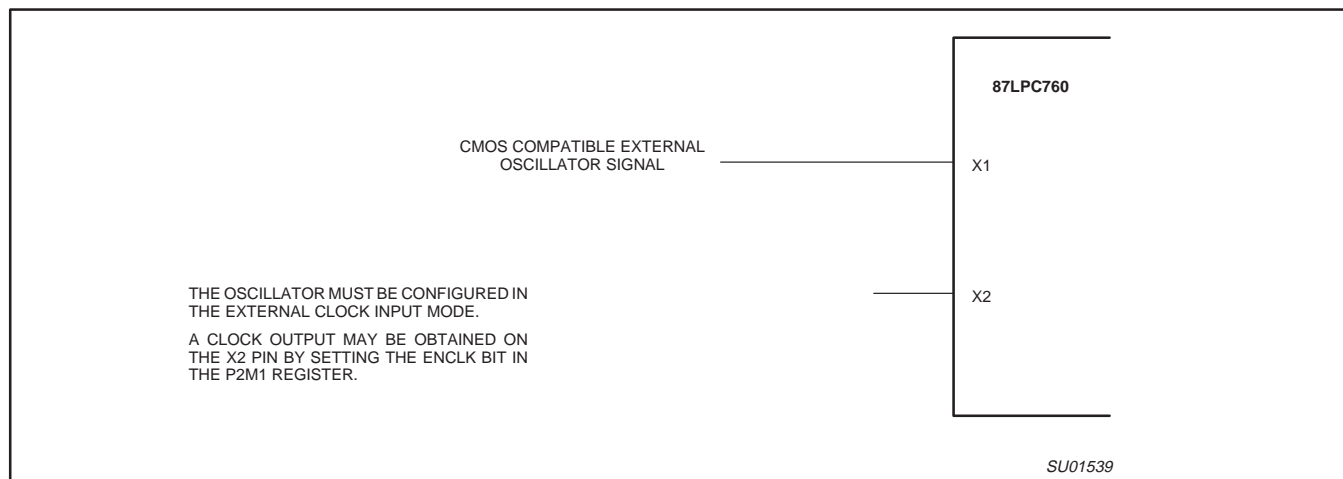 87LPC760
CMOS COMPATIBLE EXTERNAL
OSCILLATOR SIGNAL
X1
THE OSCILLATOR MUST BE CONFIGURED IN
THE EXTERNAL CLOCK INPUT MODE.
X2
A CLOCK OUTPUT MAY BE OBTAINED ON
THE X2 PIN BY SETTING THE ENCLK BIT IN
THE P2M1 REGISTER.
SU01539